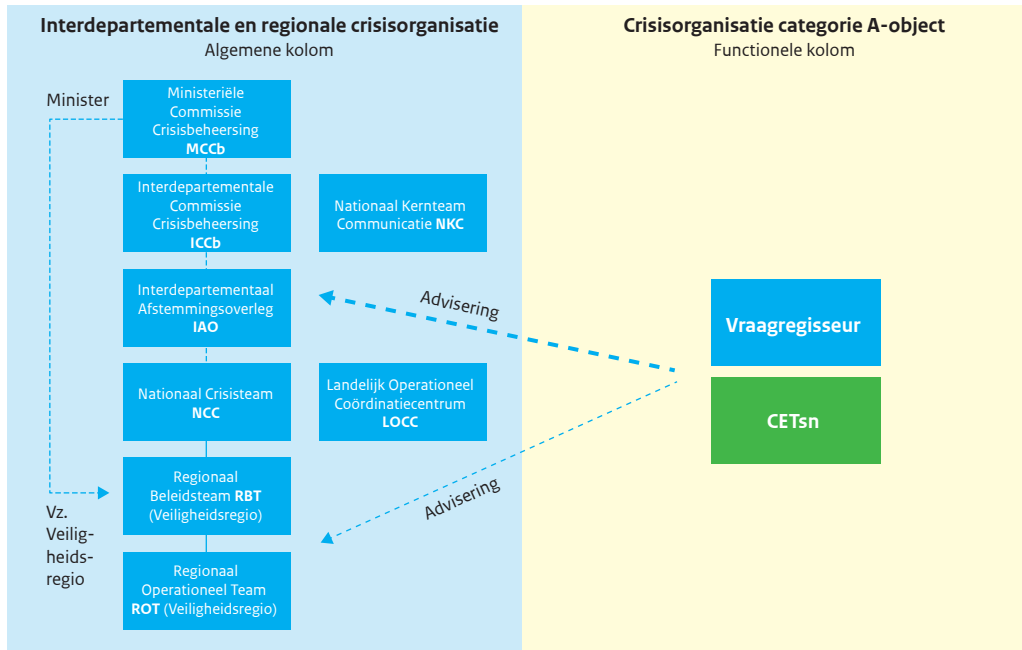 Interdepartementale en regionale crisisorganisatie
Algemene kolom
Minister
Ministeriële
Commissie
Crisisbeheersing
MCCb
Interdepartementale
Commissie
Crisisbeheersing
ICCb
Nationaal Kernteam
Communicatie NKC
Interdepartementaal
Afstemmingsoverleg
IAO
Advisering
Nationaal Crisisteam
NCC
Landelijk Operationeel
Coördinatiecentrum
LOCC
Regionaal
Beleidsteam RBT
(Veiligheidsregio)
Advisering
Vz.
Veilig-
heids-
regio
Regionaal
Operationeel Team
ROT (Veiligheidsregio)
Crisisorganisatie categorie A-object
Functionele kolom
Vraagregisseur
CETsn